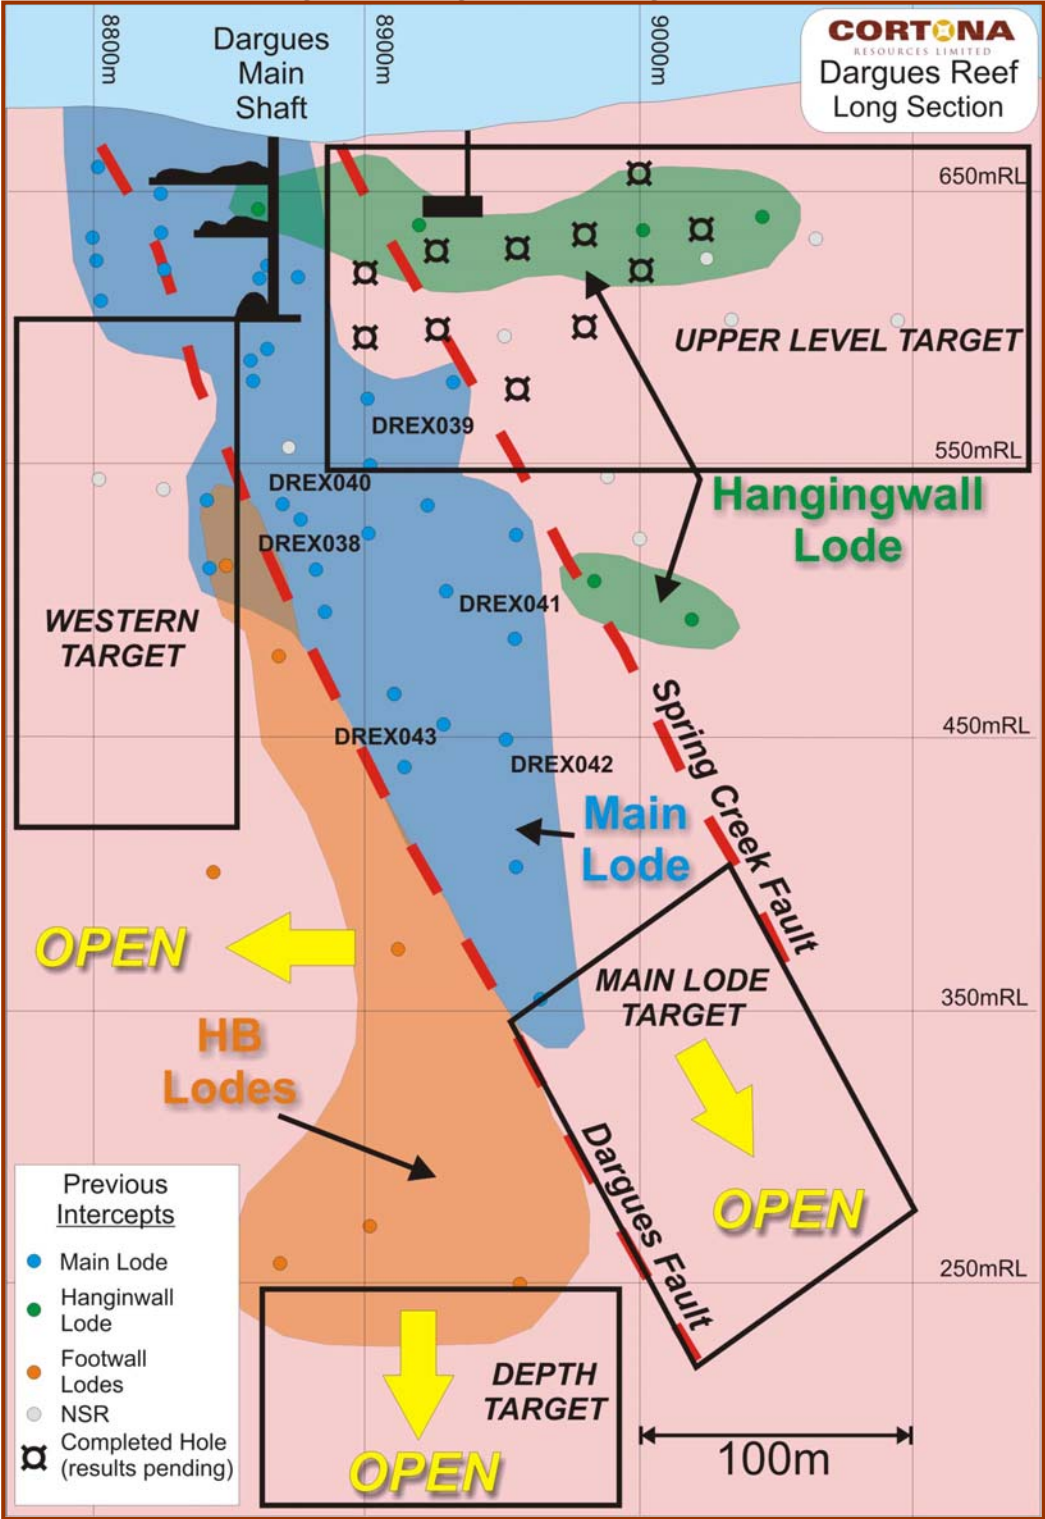 8800m
Dargues
Main
Shaft
8900m
9000m
CORTONA
RESOURCES LIMITED
Dargues Reef
Long Section
650mRL
UPPER LEVEL TARGET
DREX039
550mRL
DREX040
Hangingwall
Lode
DREX038
DREX041
WESTERN
TARGET
Spring Creek Fault
450mRL
DREX043
DREX042
Main
Lode
OPEN
MAIN LODE
TARGET
350mRL
HB
Lodes
Dargues Fault
OPEN
250mRL
Previous
Intercepts
Main Lode
Hanginwall
Lode
Footwall
Lodes
NSR
Completed Hole
(results pending)
DEPTH
TARGET
OPEN
100m